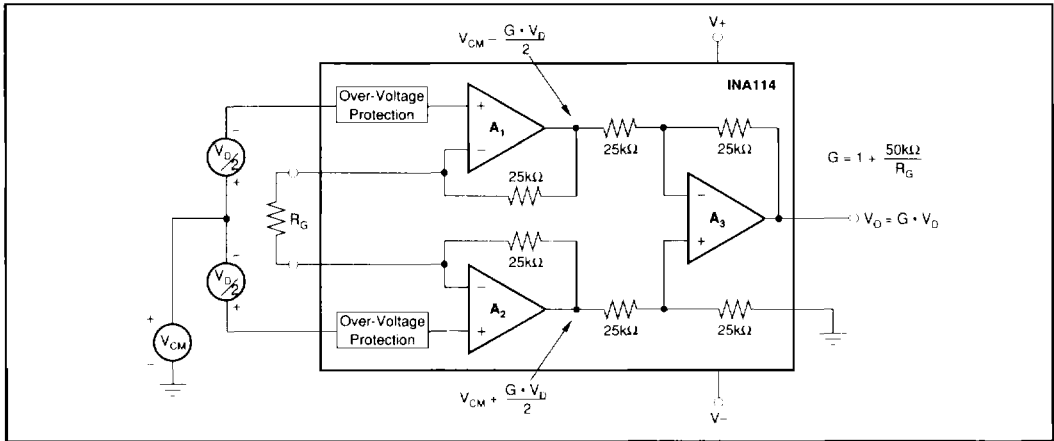 V+
V_CM − G • V_D / 2
INA114
Over-Voltage
Protection
+
A₁
−
25kΩ
25kΩ
25kΩ
G = 1 + 50kΩ / R_G
−
V_D/2
+
R_G
−
A₃
+
V_O = G • V_D
25kΩ
−
V_D/2
+
−
A₂
+
25kΩ
25kΩ
Over-Voltage
Protection
+
V_CM
−
V_CM + G • V_D / 2
V−